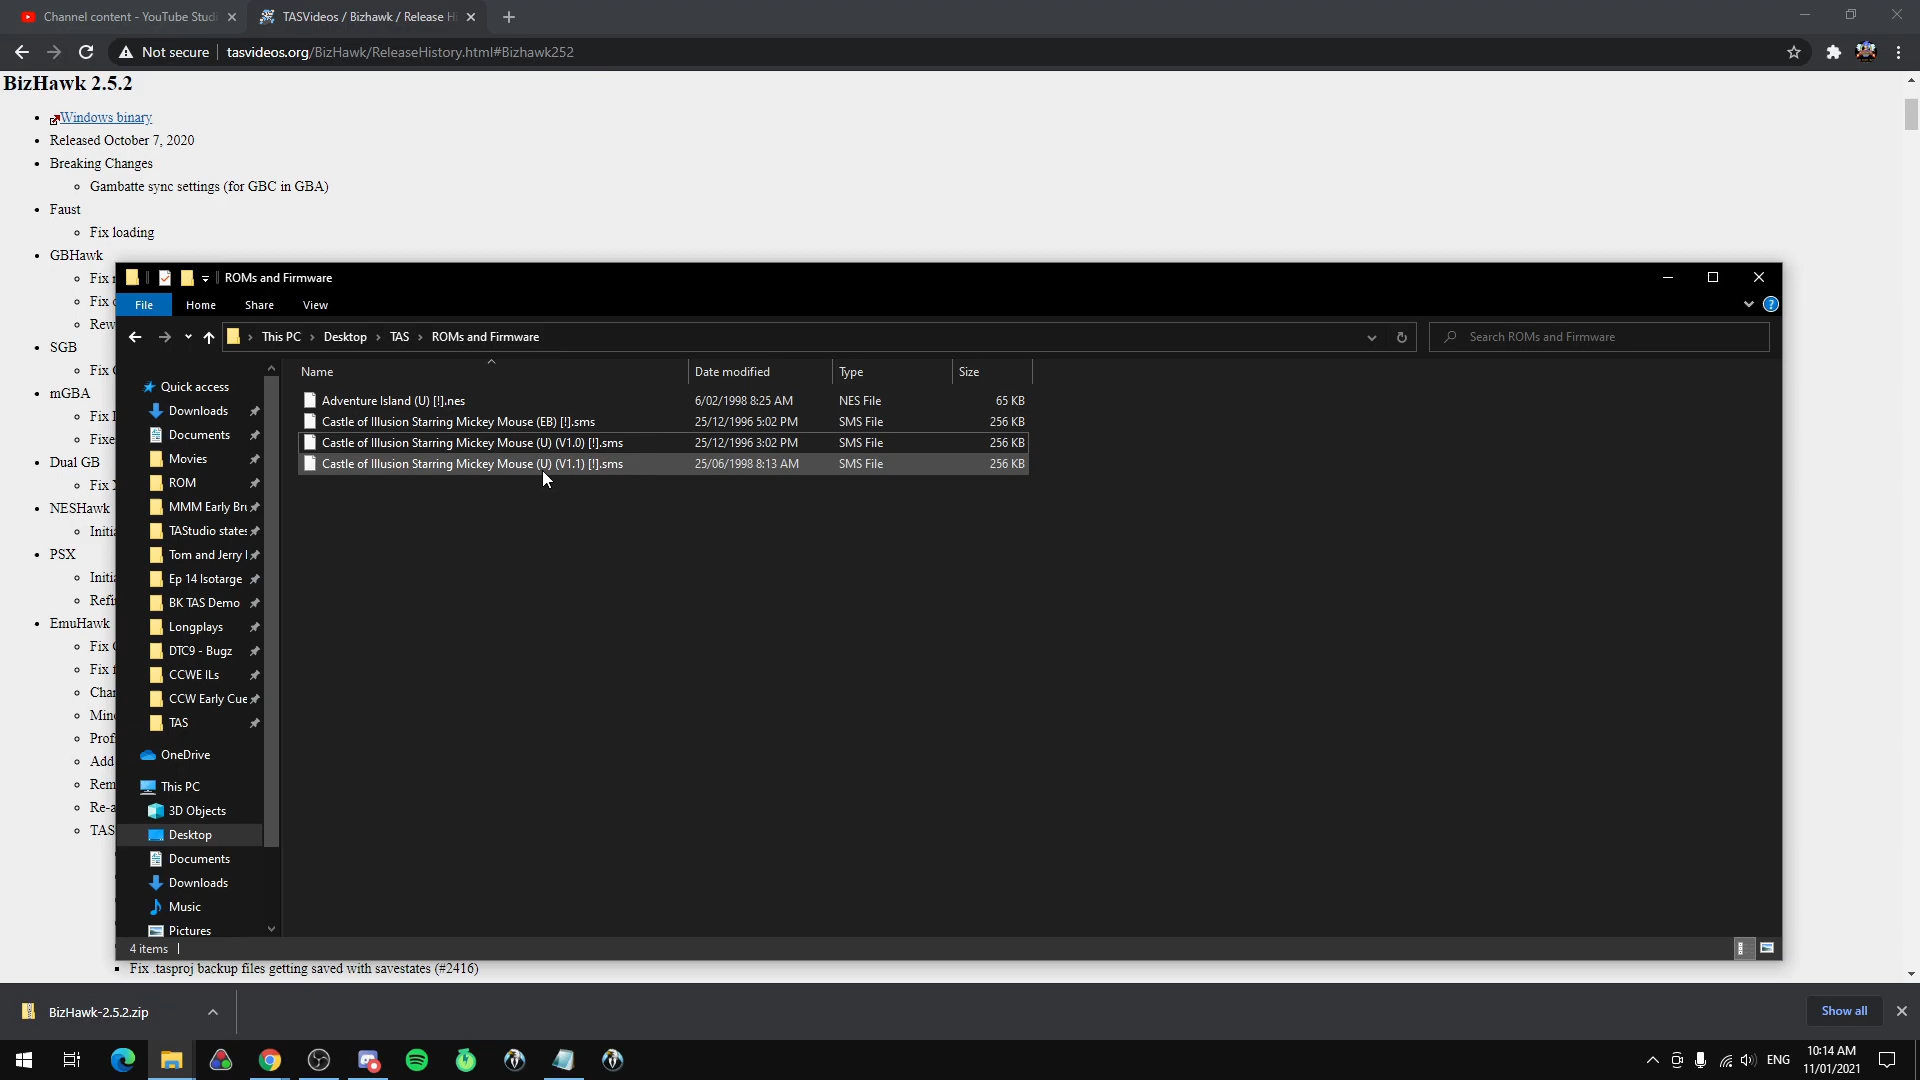 Channel content - YouTube Studi
TASVideos / Bizhawk / Release Hi
Not secure
tasvideos.org/BizHawk/ReleaseHistory.html#Bizhawk252
BizHawk 2.5.2
Windows binary
Released October 7, 2020
Breaking Changes
Gambatte sync settings (for GBC in GBA)
Faust
Fix loading
GBHawk
Fix
Fix
Rew
SGB
Fix
mGBA
Fix
Fixe
Dual GB
Fix
NESHawk
Initia
PSX
Initia
Refi
EmuHawk
Fix
Fix
Char
Mino
Prof
Add
Rem
Re-a
TAS
Fix .tasproj backup files getting saved with savestates (#2416)
ROMs and Firmware
File
Home
Share
View
This PC
Desktop
TAS
ROMs and Firmware
Search ROMs and Firmware
Name
Date modified
Type
Size
Adventure Island (U) [!].nes
6/02/1998 8:25 AM
NES File
65 KB
Castle of Illusion Starring Mickey Mouse (EB) [!].sms
25/12/1996 5:02 PM
SMS File
256 KB
Castle of Illusion Starring Mickey Mouse (U) (V1.0) [!].sms
25/12/1996 3:02 PM
SMS File
256 KB
Castle of Illusion Starring Mickey Mouse (U) (V1.1) [!].sms
25/06/1998 8:13 AM
SMS File
256 KB
Quick access
Downloads
Documents
Movies
ROM
MMM Early Bru
TAStudio states
Tom and Jerry I
Ep 14 Isotarge
BK TAS Demo
Longplays
DTC9 - Bugz
CCWE ILs
CCW Early Cue
TAS
OneDrive
This PC
3D Objects
Desktop
Documents
Downloads
Music
Pictures
4 items
BizHawk-2.5.2.zip
Show all
ENG
10:14 AM
11/01/2021